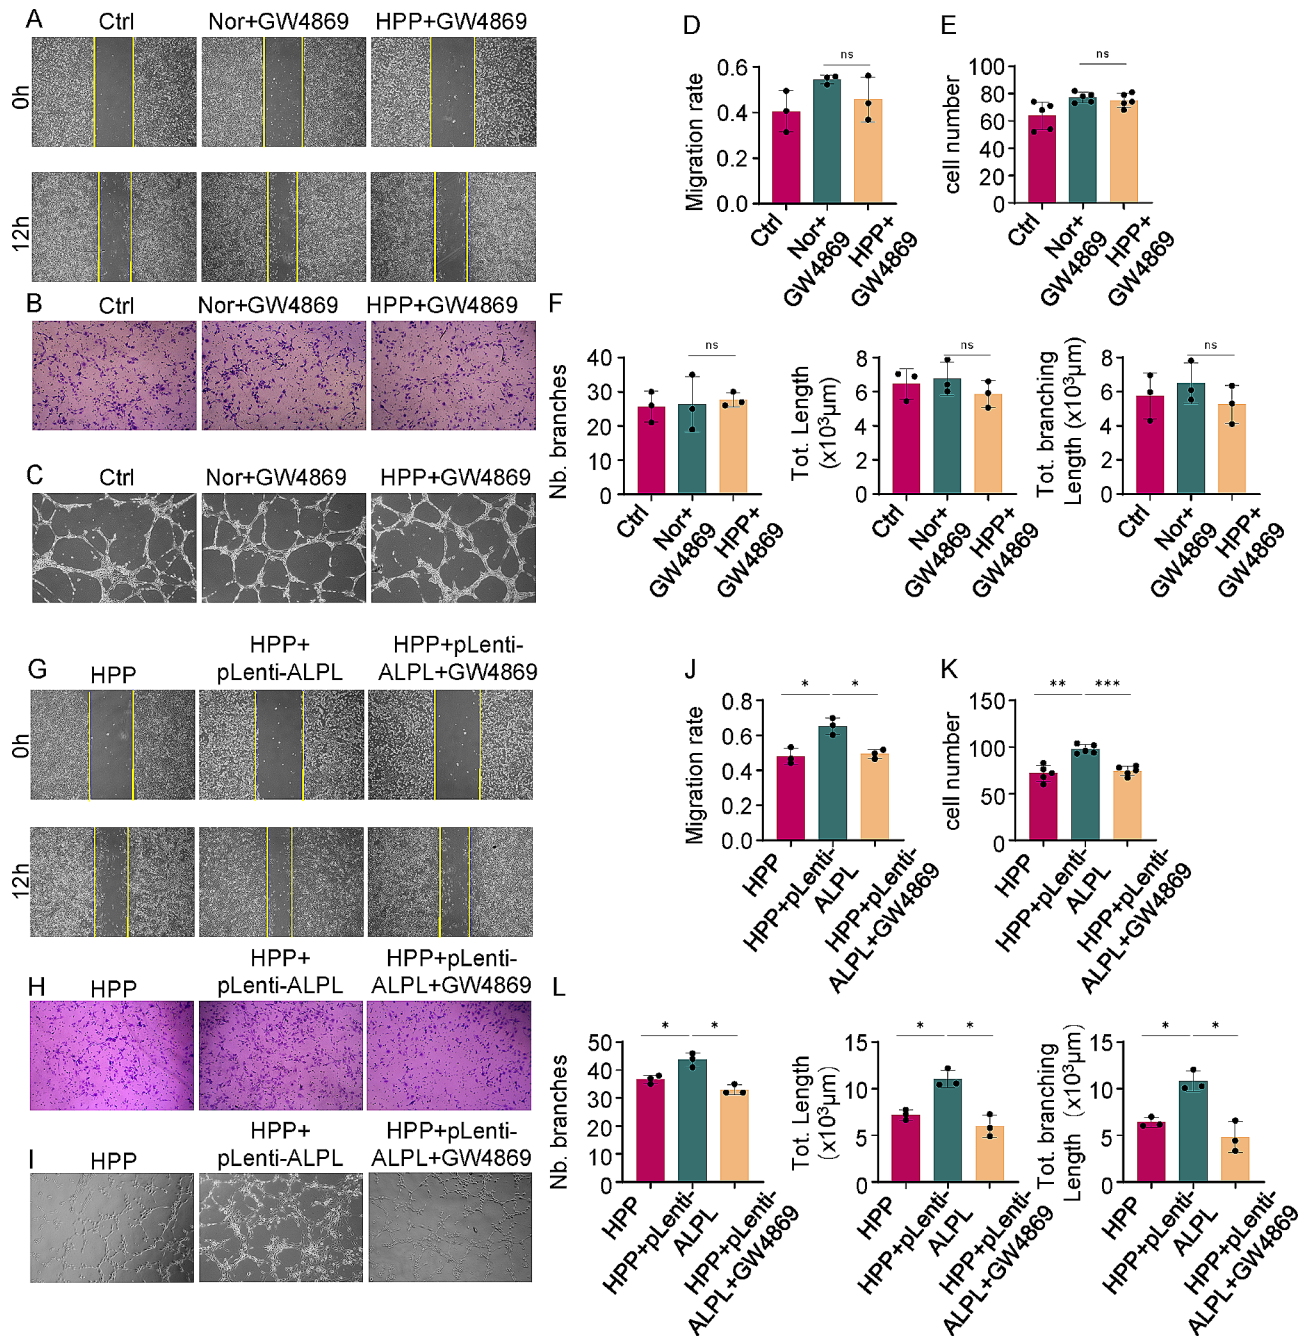 A
Ctrl
Nor+GW4869
HPP+GW4869
0h
12h
B
Ctrl
Nor+GW4869
HPP+GW4869
C
Ctrl
Nor+GW4869
HPP+GW4869
D
Migration rate
0.6
0.4
0.2
0.0
ns
Ctrl
Nor+
GW4869
HPP+
GW4869
E
cell number
100
80
60
40
20
0
ns
Ctrl
Nor+
GW4869
HPP+
GW4869
F
Nb. branches
40
30
20
10
0
ns
Ctrl
Nor+
GW4869
HPP+
GW4869
Tot. Length
(x10³μm)
8
6
4
2
0
ns
Ctrl
Nor+
GW4869
HPP+
GW4869
Tot. branching
Length (x10³μm)
8
6
4
2
0
ns
Ctrl
Nor+
GW4869
HPP+
GW4869
G
HPP
HPP+
pLenti-ALPL
HPP+pLenti-
ALPL+GW4869
0h
12h
H
HPP
HPP+
pLenti-ALPL
HPP+pLenti-
ALPL+GW4869
I
HPP
HPP+
pLenti-ALPL
HPP+pLenti-
ALPL+GW4869
J
Migration rate
0.8
0.6
0.4
0.2
0.0
* *
HPP
HPP+pLenti-
ALPL
HPP+pLenti-
ALPL+GW4869
K
cell number
150
100
50
0
** ***
HPP
HPP+pLenti-
ALPL
HPP+pLenti-
ALPL+GW4869
L
Nb. branches
50
40
30
20
10
0
* *
HPP
HPP+pLenti-
ALPL
HPP+pLenti-
ALPL+GW4869
Tot. Length
(x10³μm)
15
10
5
0
* *
HPP
HPP+pLenti-
ALPL
HPP+pLenti-
ALPL+GW4869
Tot. branching
Length (x10³μm)
15
10
5
0
* *
HPP
HPP+pLenti-
ALPL
HPP+pLenti-
ALPL+GW4869